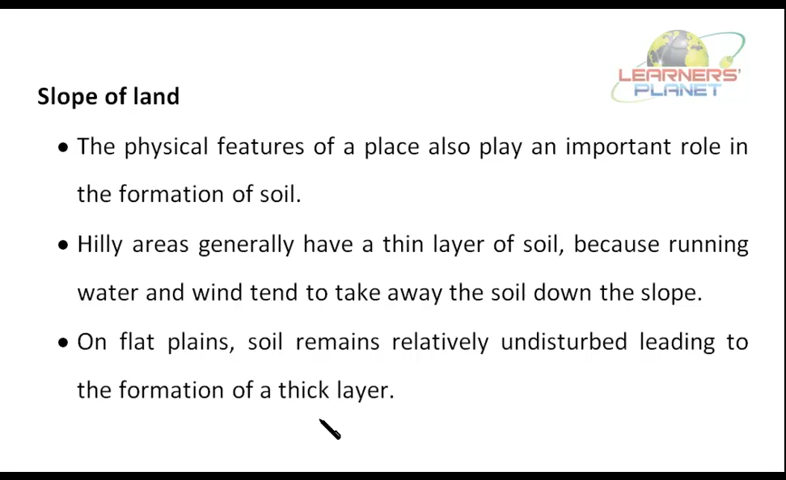 LEARNERS'
PLANET
Slope of land
• The physical features of a place also play an important role in
the formation of soil.
• Hilly areas generally have a thin layer of soil, because running
water and wind tend to take away the soil down the slope.
• On flat plains, soil remains relatively undisturbed leading to
the formation of a thick layer.